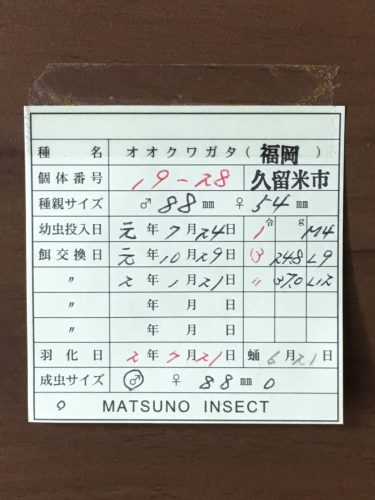 種 名 オオクワガタ ( 福岡 )
個体番号 19-28 久留米市
種親サイズ ♂ 88 ㎜ ♀ 54 ㎜
幼虫投入日 元 年 7 月 24 日 1 令 g M4
餌交換日 元 年 10 月 29 日 (3 24.8 L9
〃 2 年 1 月 21 日 〃 37.0 L12
〃 年 月 日
〃 年 月 日
羽化日 2 年 7 月 21 日 蛹 6 月 21 日
成虫サイズ ♂ ♀ 88 ㎜ 0
0 MATSUNO INSECT